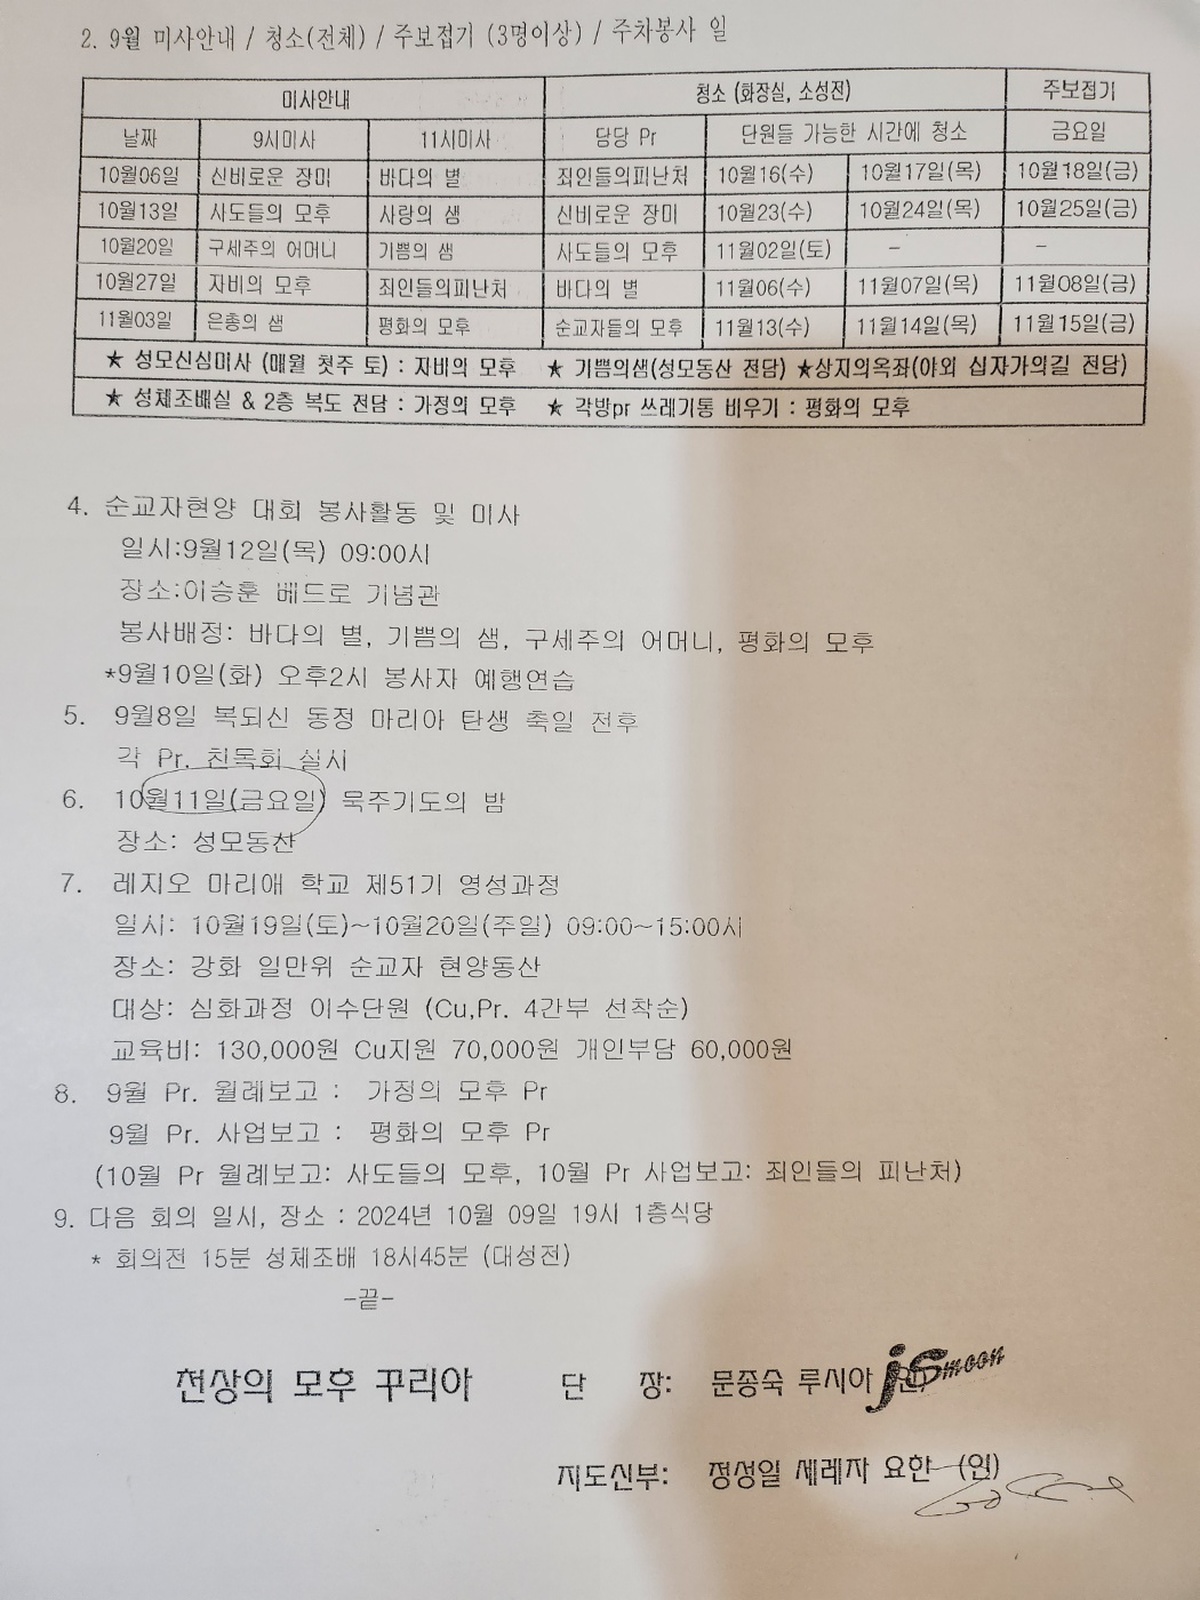 2. 9월 미사안내 / 청소(전체) / 주보접기 (3명이상) / 주차봉사 일
미사안내 청소 (화장실, 소성전) 주보접기
날짜 9시미사 11시미사 담당 Pr 단원들 가능한 시간에 청소 금요일
10월06일 신비로운 장미 바다의 별 죄인들의피난처 10월16(수) 10월17일(목) 10월18일(금)
10월13일 사도들의 모후 사랑의 샘 신비로운 장미 10월23(수) 10월24일(목) 10월25일(금)
10월20일 구세주의 어머니 기쁨의 샘 사도들의 모후 11월02일(토) - -
10월27일 자비의 모후 죄인들의피난처 바다의 별 11월06(수) 11월07일(목) 11월08일(금)
11월03일 은총의 샘 평화의 모후 순교자들의 모후 11월13(수) 11월14일(목) 11월15일(금)
★ 성모신심미사 (매월 첫주 토) : 자비의 모후 ★ 기쁨의샘(성모동산 전담) ★상지의옥좌(야외 십자가의길 전담)
★ 성체조배실 & 2층 복도 전담 : 가정의 모후 ★ 각방pr 쓰레기통 비우기 : 평화의 모후
4. 순교자현양 대회 봉사활동 및 미사
일시:9월12일(목) 09:00시
장소:이승훈 베드로 기념관
봉사배정: 바다의 별, 기쁨의 샘, 구세주의 어머니, 평화의 모후
*9월10일(화) 오후2시 봉사자 예행연습
5. 9월8일 복되신 동정 마리아 탄생 축일 전후
각 Pr. 친목회 실시
6. 10월11일(금요일) 묵주기도의 밤
장소: 성모동산
7. 레지오 마리애 학교 제51기 영성과정
일시: 10월19일(토)~10월20일(주일) 09:00~15:00시
장소: 강화 일만위 순교자 현양동산
대상: 심화과정 이수단원 (Cu,Pr. 4간부 선착순)
교육비: 130,000원 Cu지원 70,000원 개인부담 60,000원
8. 9월 Pr. 월례보고 : 가정의 모후 Pr
9월 Pr. 사업보고 : 평화의 모후 Pr
(10월 Pr 월례보고: 사도들의 모후, 10월 Pr 사업보고: 죄인들의 피난처)
9. 다음 회의 일시, 장소 : 2024년 10월 09일 19시 1층식당
* 회의전 15분 성체조배 18시45분 (대성전)
-끝-
천상의 모후 꾸리아 단 장: 문종숙 루시아 (인) js moon
지도신부: 정성일 세레자 요한 (인)